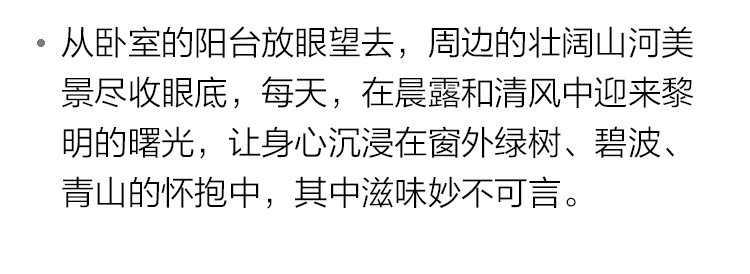 • 从卧室的阳台放眼望去，周边的壮阔山河美
景尽收眼底，每天，在晨露和清风中迎来黎
明的曙光，让身心沉浸在窗外绿树、碧波、
青山的怀抱中，其中滋味妙不可言。